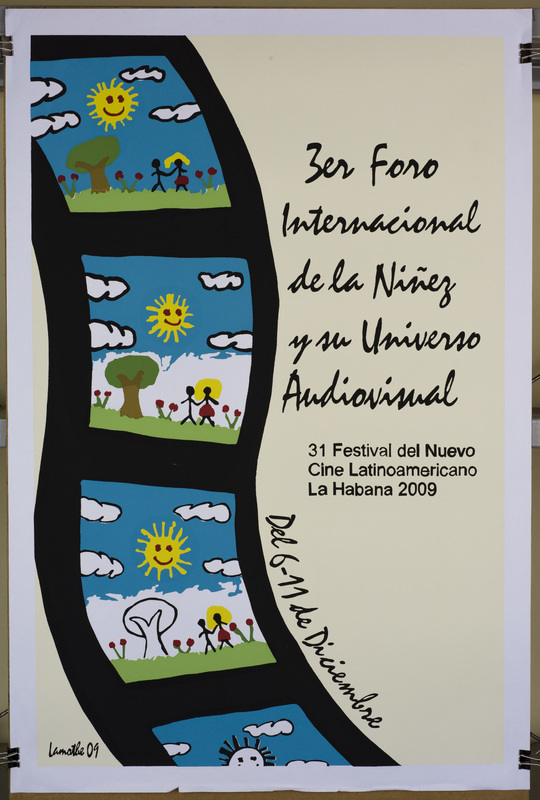 3er Foro
Internacional
de la Niñez
y su Universo
Audiovisual
31 Festival del Nuevo
Cine Latinoamericano
La Habana 2009
Del 6-11 de Diciembre
Lamothe 09